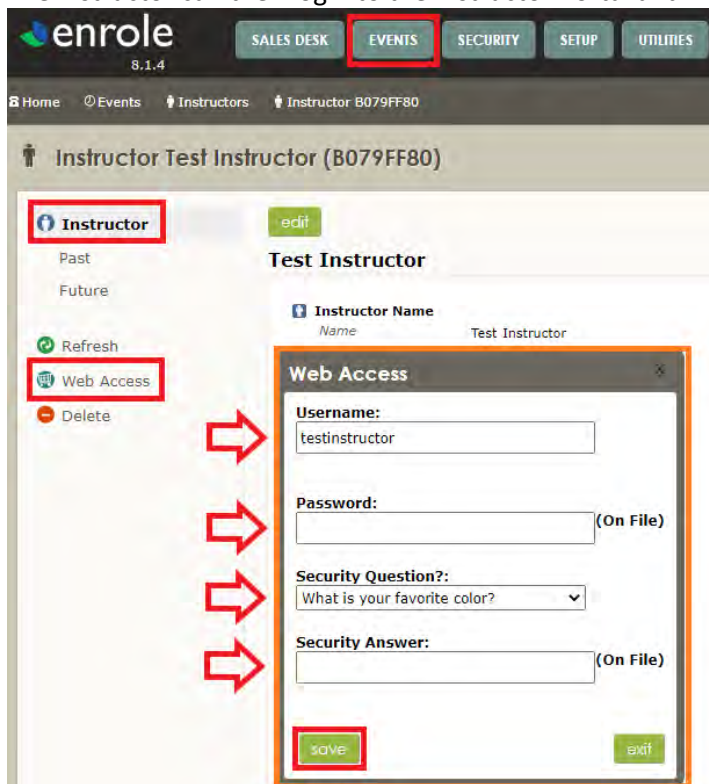 enrole
8.1.4
SALES DESK EVENTS SECURITY SETUP UTILITIES
Home Events Instructors Instructor B079FF80
Instructor Test Instructor (B079FF80)
Instructor
Past
Future
Refresh
Web Access
Delete
edit
Test Instructor
Instructor Name
Name Test Instructor
Web Access x
Username:
testinstructor
Password:
(On File)
Security Question?:
What is your favorite color?
Security Answer:
(On File)
save exit